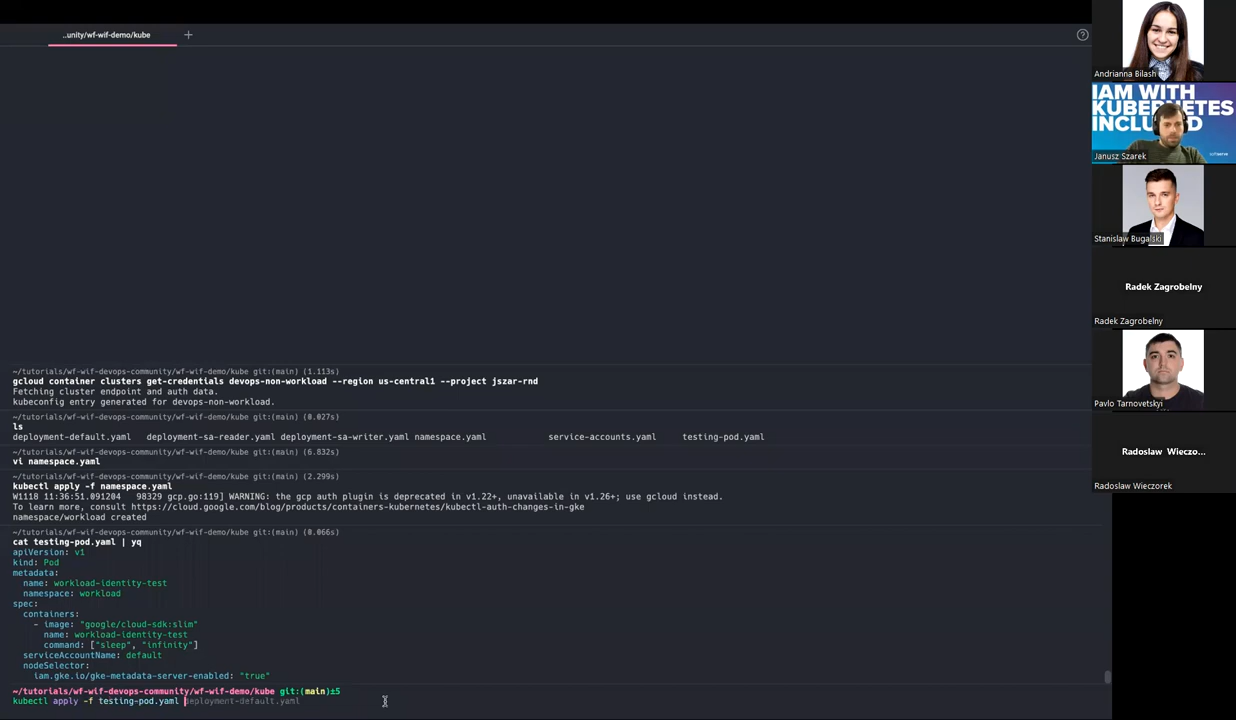 ..unity/wf-wif-demo/kube
+
?
~/tutorials/wf-wif-devops-community/wf-wif-demo/kube git:(main) (1.113s)
gcloud container clusters get-credentials devops-non-workload --region us-central1 --project jszar-rnd
Fetching cluster endpoint and auth data.
kubeconfig entry generated for devops-non-workload.
~/tutorials/wf-wif-devops-community/wf-wif-demo/kube git:(main) (0.027s)
ls
deployment-default.yaml deployment-sa-reader.yaml deployment-sa-writer.yaml namespace.yaml service-accounts.yaml testing-pod.yaml
~/tutorials/wf-wif-devops-community/wf-wif-demo/kube git:(main) (6.832s)
vi namespace.yaml
~/tutorials/wf-wif-devops-community/wf-wif-demo/kube git:(main) (2.299s)
kubectl apply -f namespace.yaml
W1118 11:36:51.091204 98329 gcp.go:119] WARNING: the gcp auth plugin is deprecated in v1.22+, unavailable in v1.26+; use gcloud instead.
To learn more, consult https://cloud.google.com/blog/products/containers-kubernetes/kubectl-auth-changes-in-gke
namespace/workload created
~/tutorials/wf-wif-devops-community/wf-wif-demo/kube git:(main) (0.066s)
cat testing-pod.yaml | yq
apiVersion: v1
kind: Pod
metadata:
name: workload-identity-test
namespace: workload
spec:
containers:
- image: "google/cloud-sdk:slim"
name: workload-identity-test
command: ["sleep", "infinity"]
serviceAccountName: default
nodeSelector:
iam.gke.io/gke-metadata-server-enabled: "true"
~/tutorials/wf-wif-devops-community/wf-wif-demo/kube git:(main)±5
kubectl apply -f testing-pod.yaml deployment-default.yaml
Andrianna Bilash
IAM WITH
KUBERNETES
INCLUDED
softserve
Janusz Szarek
Stanislaw Bugalski
Radek Zagrobelny
Radek Zagrobelny
Pavlo Tarnovetskyi
Radoslaw Wieczo...
Radoslaw Wieczorek